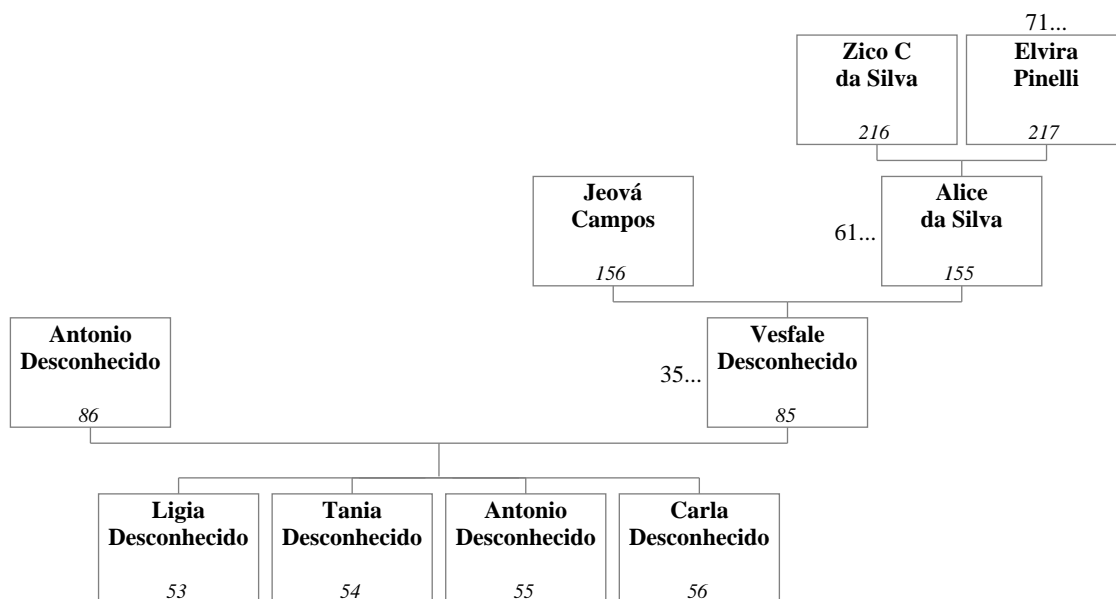 71...
Zico C
da Silva
216
Elvira
Pinelli
217
Jeová
Campos
156
61...
Alice
da Silva
155
Antonio
Desconhecido
86
35...
Vesfale
Desconhecido
85
Ligia
Desconhecido
53
Tania
Desconhecido
54
Antonio
Desconhecido
55
Carla
Desconhecido
56